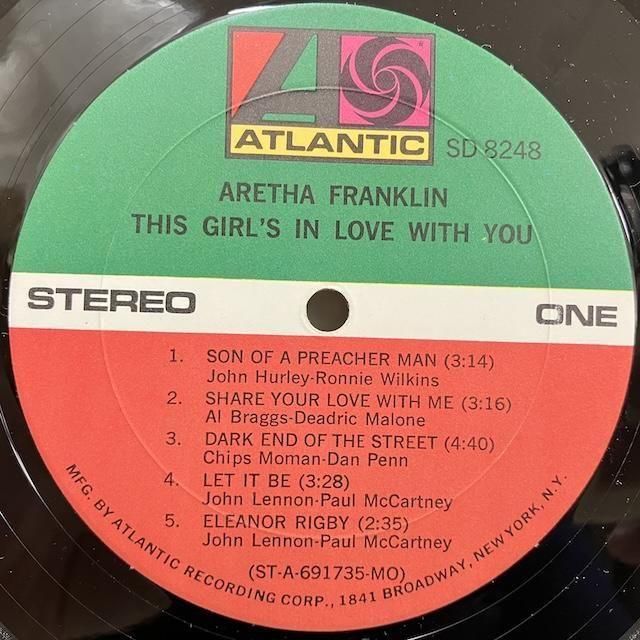 ATLANTIC
SD 8248
ARETHA FRANKLIN
THIS GIRL'S IN LOVE WITH YOU
STEREO
ONE
1. SON OF A PREACHER MAN (3:14)
John Hurley-Ronnie Wilkins
2. SHARE YOUR LOVE WITH ME (3:16)
Al Braggs-Deadric Malone
3. DARK END OF THE STREET (4:40)
Chips Moman-Dan Penn
4. LET IT BE (3:28)
John Lennon-Paul McCartney
5. ELEANOR RIGBY (2:35)
John Lennon-Paul McCartney
(ST-A-691735-MO)
MFG. BY ATLANTIC RECORDING CORP., 1841 BROADWAY, NEW YORK, N.Y.